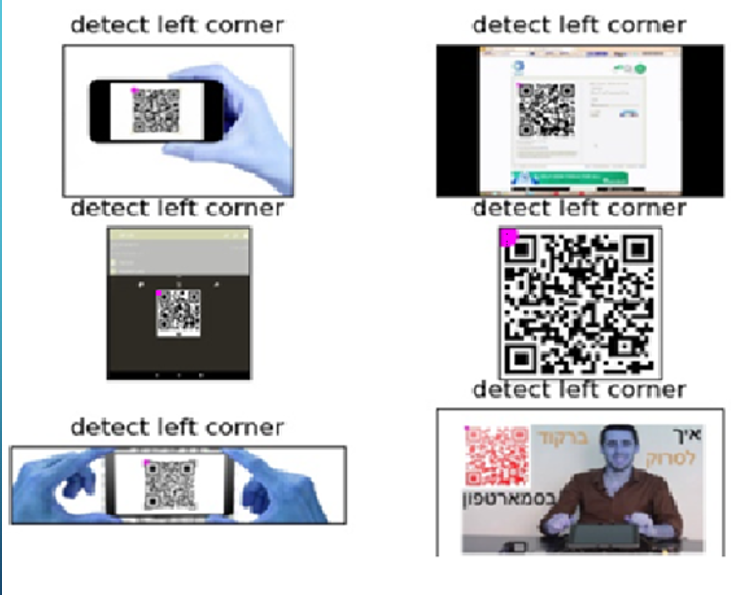 detect left corner
detect left corner
detect left corner
detect left corner
detect left corner
detect left corner
איך
ברקוד
לסרוק
בסמארטפון